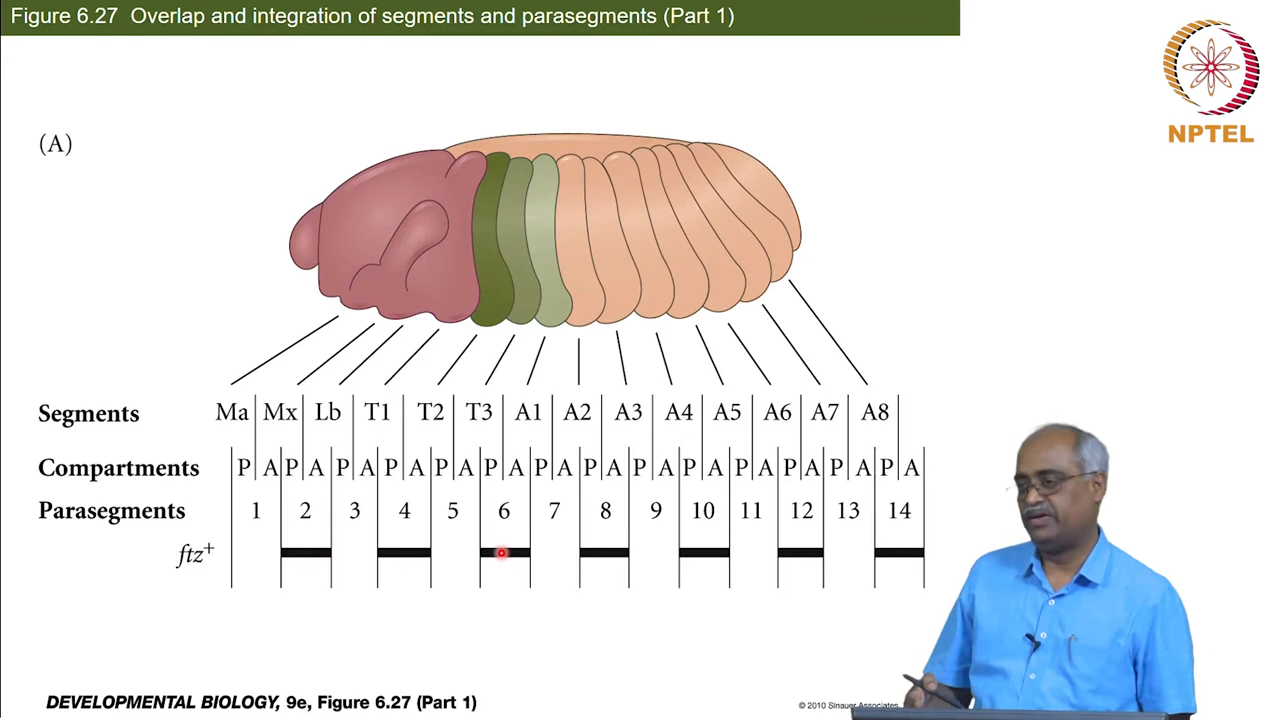 Figure 6.27 Overlap and integration of segments and parasegments (Part 1)
NPTEL
(A)
Segments Ma Mx Lb T1 T2 T3 A1 A2 A3 A4 A5 A6 A7 A8
Compartments P A P A P A P A P A P A P A P A P A P A P A P A P A P A
Parasegments 1 2 3 4 5 6 7 8 9 10 11 12 13 14
ftz+
DEVELOPMENTAL BIOLOGY, 9e, Figure 6.27 (Part 1)
© 2010 Sinauer Associates